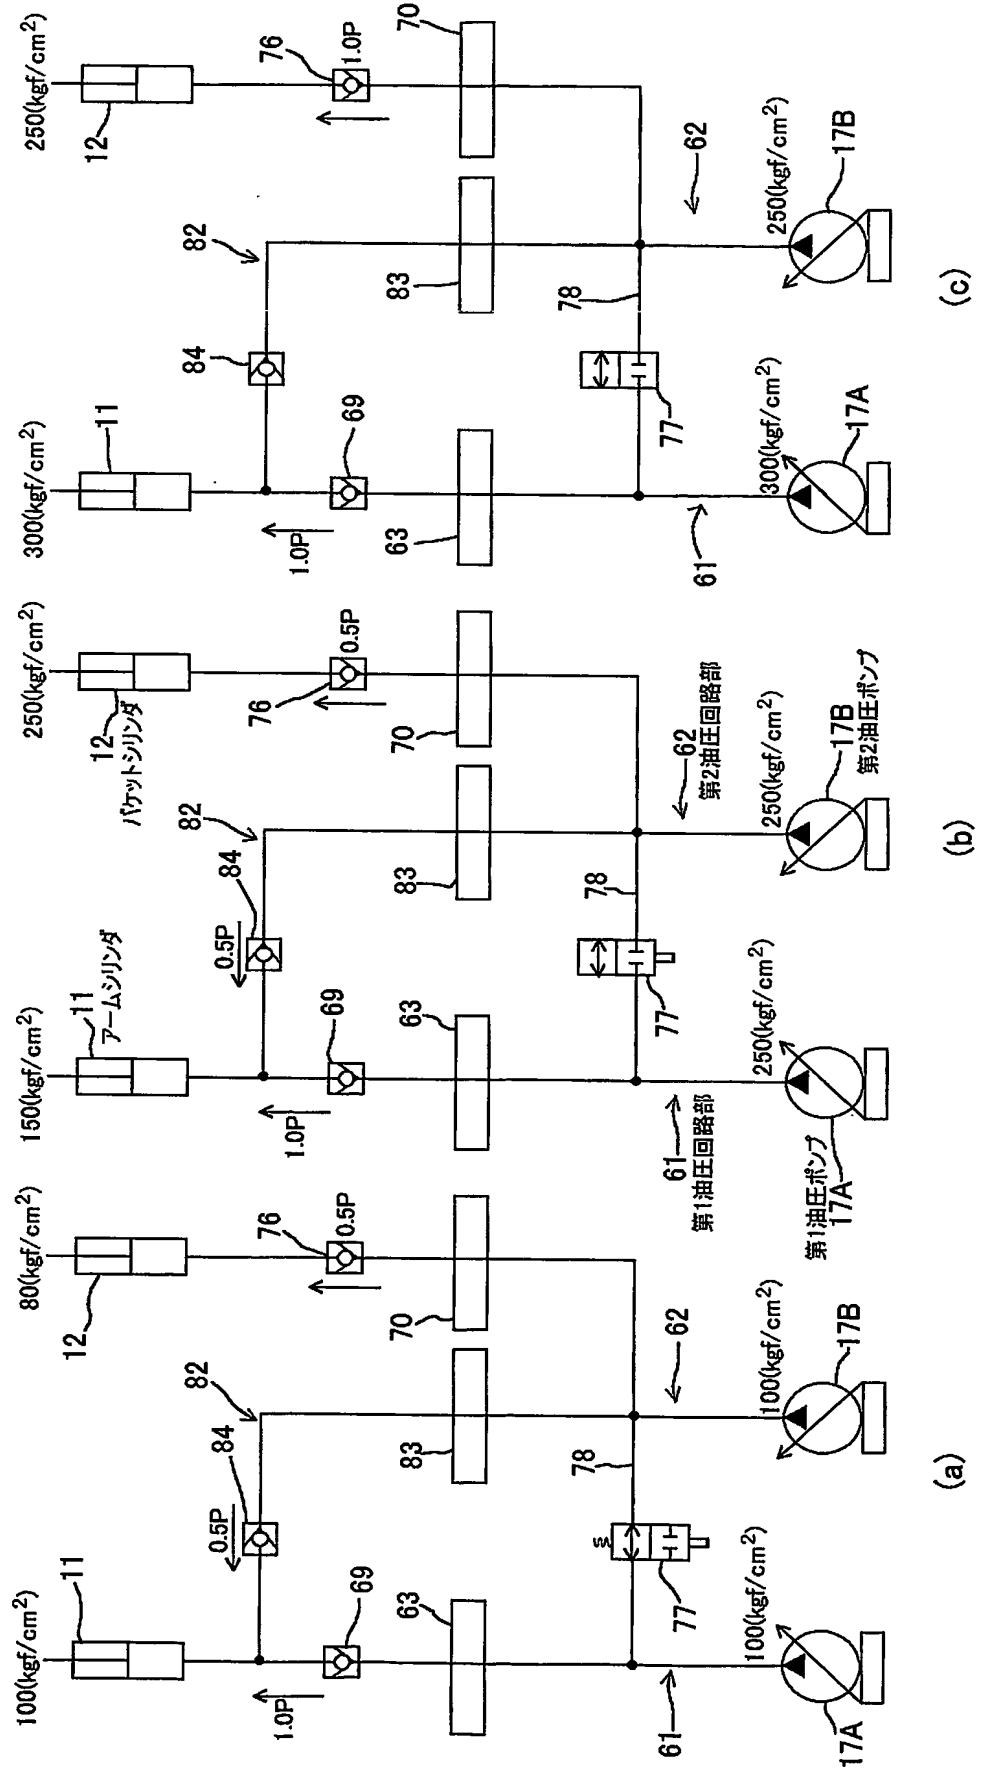 100(kgf/cm²)
11
80(kgf/cm²)
12
82
84
0.5P
76
0.5P
69
1.0P
63
83
70
78
77
61
62
100(kgf/cm²)
17A
100(kgf/cm²)
17B
(a)
150(kgf/cm²)
11
アームシリンダ
250(kgf/cm²)
12
バケットシリンダ
82
84
0.5P
76
0.5P
69
1.0P
63
83
70
78
77
61
第1油圧回路部
62
第2油圧回路部
250(kgf/cm²)
第1油圧ポンプ
17A
250(kgf/cm²)
17B
第2油圧ポンプ
(b)
300(kgf/cm²)
11
250(kgf/cm²)
12
82
84
76
1.0P
69
1.0P
63
83
70
78
77
61
62
300(kgf/cm²)
17A
250(kgf/cm²)
17B
(c)